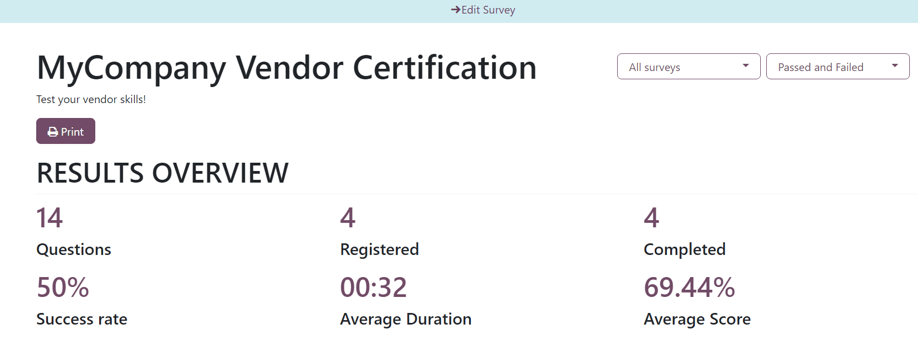 Edit Survey
MyCompany Vendor Certification
All surveys
Passed and Failed
Test your vendor skills!
Print
RESULTS OVERVIEW
14
4
4
Questions
Registered
Completed
50%
00:32
69.44%
Success rate
Average Duration
Average Score